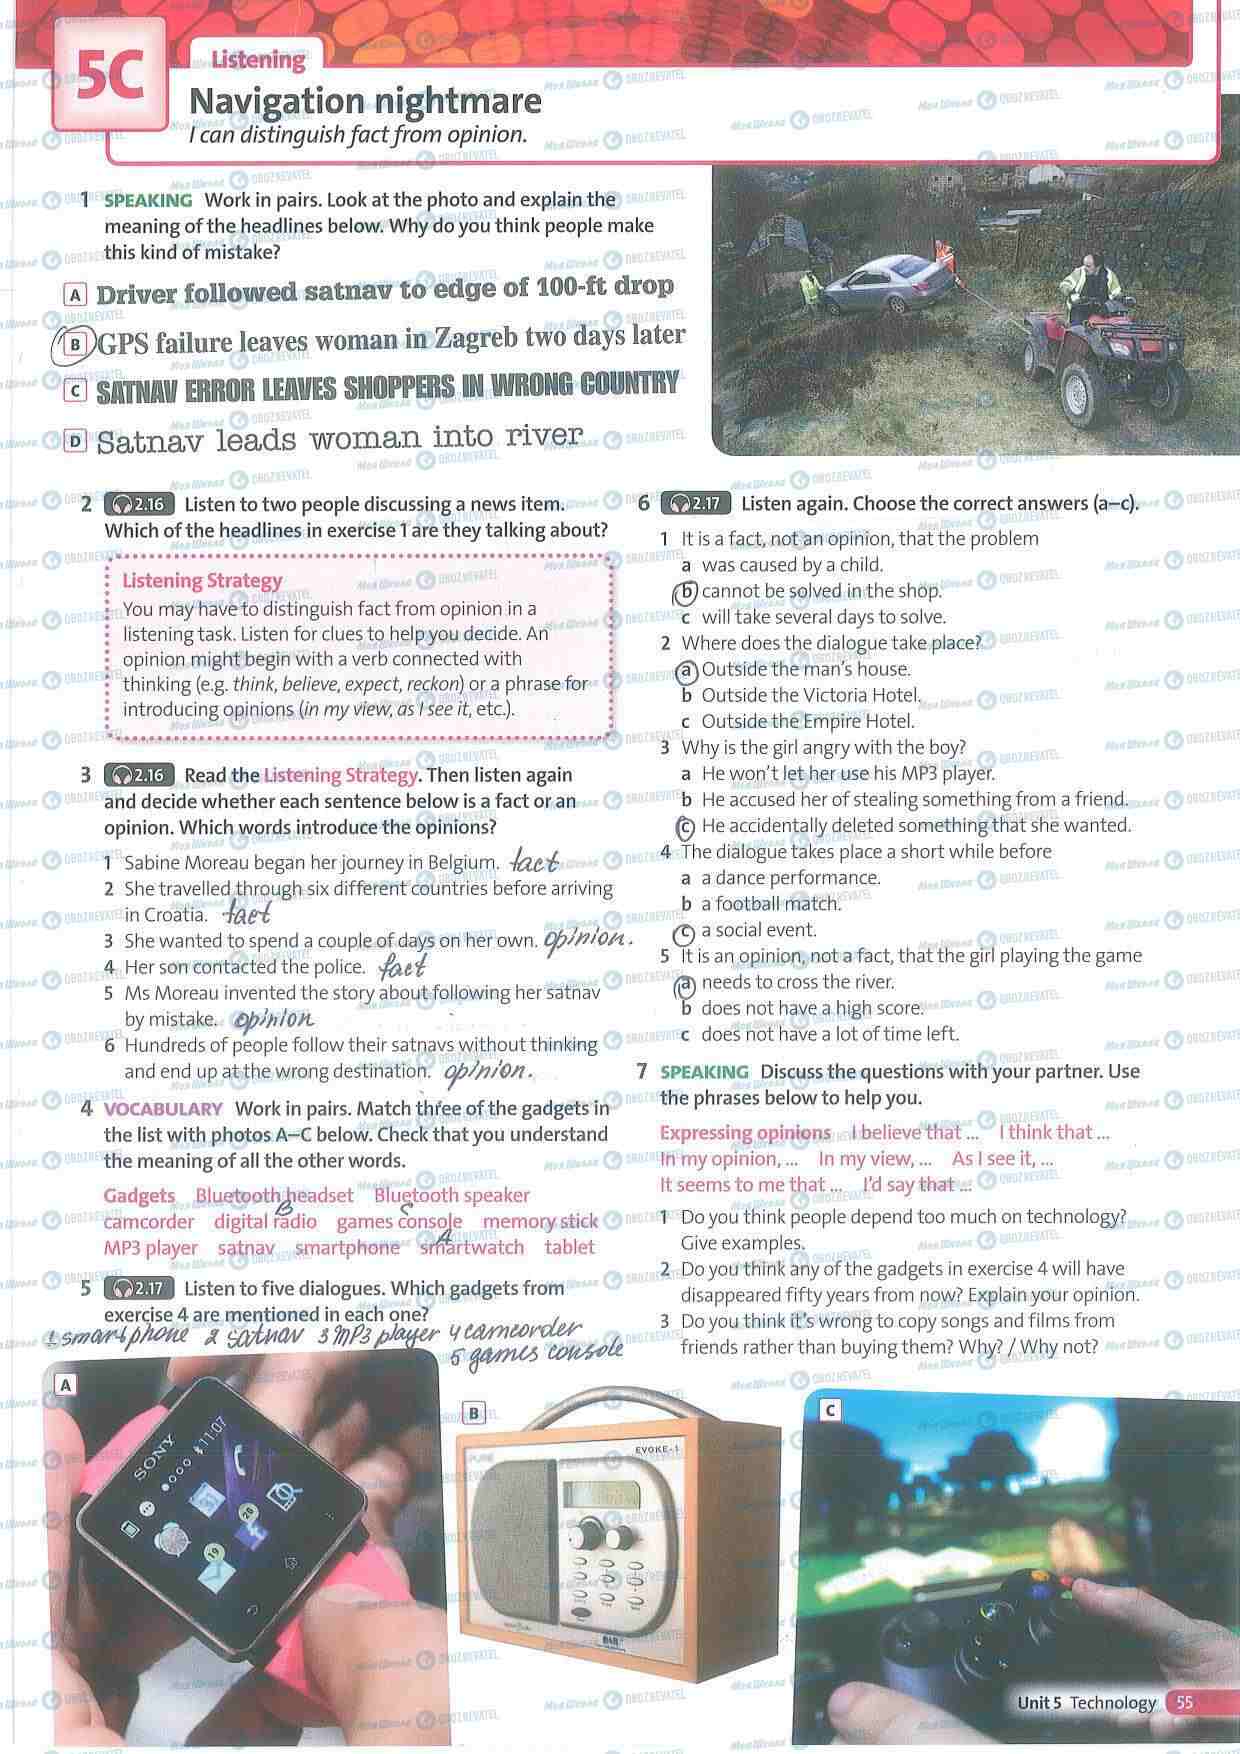 5C
Listening
Navigation nightmare
I can distinguish fact from opinion.
1 SPEAKING Work in pairs. Look at the photo and explain the
meaning of the headlines below. Why do you think people make
this kind of mistake?
A Driver followed satnav to edge of 100-ft drop
B GPS failure leaves woman in Zagreb two days later
C SATNAV ERROR LEAVES SHOPPERS IN WRONG COUNTRY
D Satnav leads woman into river
2 2.16 Listen to two people discussing a news item.
Which of the headlines in exercise 1 are they talking about?
Listening Strategy
You may have to distinguish fact from opinion in a
listening task. Listen for clues to help you decide. An
opinion might begin with a verb connected with
thinking (e.g. think, believe, expect, reckon) or a phrase for
introducing opinions (in my view, as I see it, etc.).
3 2.16 Read the Listening Strategy. Then listen again
and decide whether each sentence below is a fact or an
opinion. Which words introduce the opinions?
1 Sabine Moreau began her journey in Belgium. fact
2 She travelled through six different countries before arriving
in Croatia. fact
3 She wanted to spend a couple of days on her own. opinion.
4 Her son contacted the police. fact
5 Ms Moreau invented the story about following her satnav
by mistake. opinion
6 Hundreds of people follow their satnavs without thinking
and end up at the wrong destination. opinion.
4 VOCABULARY Work in pairs. Match three of the gadgets in
the list with photos A–C below. Check that you understand
the meaning of all the other words.
Gadgets Bluetooth headset Bluetooth speaker
B C
camcorder digital radio games console memory stick
A
MP3 player satnav smartphone smartwatch tablet
5 2.17 Listen to five dialogues. Which gadgets from
exercise 4 are mentioned in each one?
1 smartphone 2 satnav 3 MP3 player 4 camcorder
5 games console
6 2.17 Listen again. Choose the correct answers (a–c).
1 It is a fact, not an opinion, that the problem
a was caused by a child.
b cannot be solved in the shop.
c will take several days to solve.
2 Where does the dialogue take place?
a Outside the man's house.
b Outside the Victoria Hotel.
c Outside the Empire Hotel.
3 Why is the girl angry with the boy?
a He won't let her use his MP3 player.
b He accused her of stealing something from a friend.
c He accidentally deleted something that she wanted.
4 The dialogue takes place a short while before
a a dance performance.
b a football match.
c a social event.
5 It is an opinion, not a fact, that the girl playing the game
a needs to cross the river.
b does not have a high score.
c does not have a lot of time left.
7 SPEAKING Discuss the questions with your partner. Use
the phrases below to help you.
Expressing opinions I believe that ... I think that ...
In my opinion, ... In my view, ... As I see it, ...
It seems to me that ... I'd say that ...
1 Do you think people depend too much on technology?
Give examples.
2 Do you think any of the gadgets in exercise 4 will have
disappeared fifty years from now? Explain your opinion.
3 Do you think it's wrong to copy songs and films from
friends rather than buying them? Why? / Why not?
A
SONY
11:07
20
19
B
PURE
EVOKE-1
DAB
C
Unit 5 Technology 55
Моя Школа OBOZREVATEL